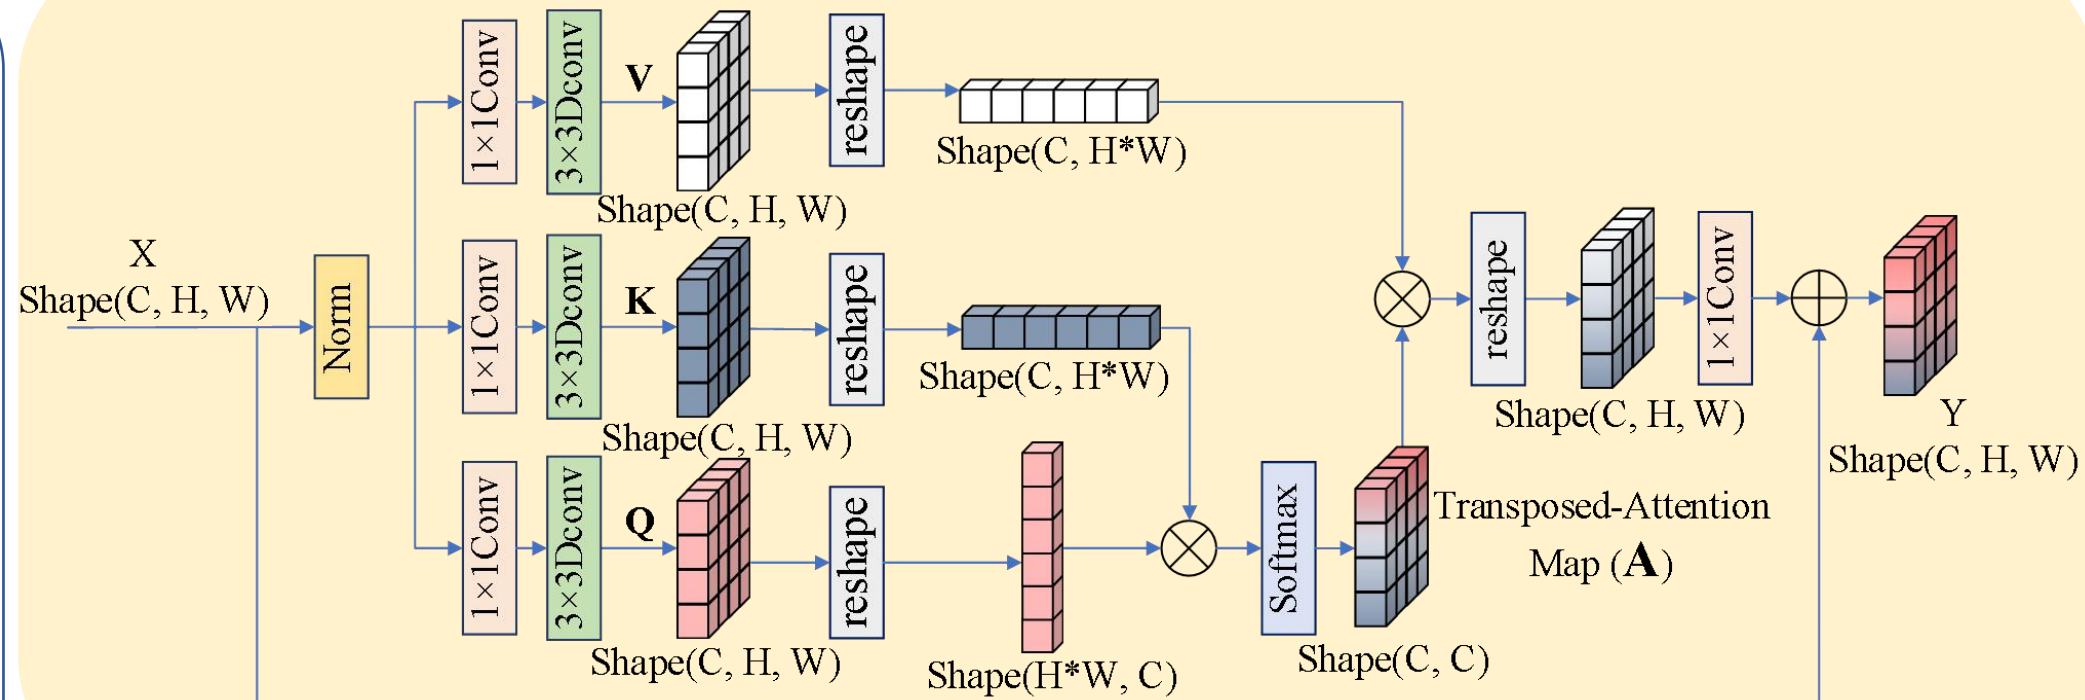 X
Shape(C, H, W)
Norm
1×1Conv
3×3Dconv
V
Shape(C, H, W)
reshape
Shape(C, H*W)
1×1Conv
3×3Dconv
K
Shape(C, H, W)
reshape
Shape(C, H*W)
1×1Conv
3×3Dconv
Q
Shape(C, H, W)
reshape
Shape(H*W, C)
Softmax
Shape(C, C)
Transposed-Attention
Map (A)
reshape
Shape(C, H, W)
1×1Conv
Y
Shape(C, H, W)